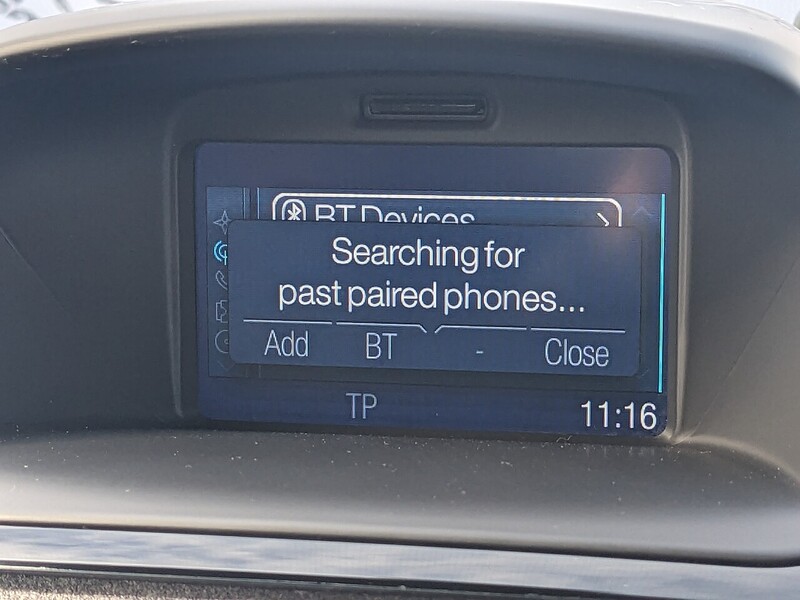 BT Devices
Searching for
past paired phones...
Add BT - Close
TP 11:16